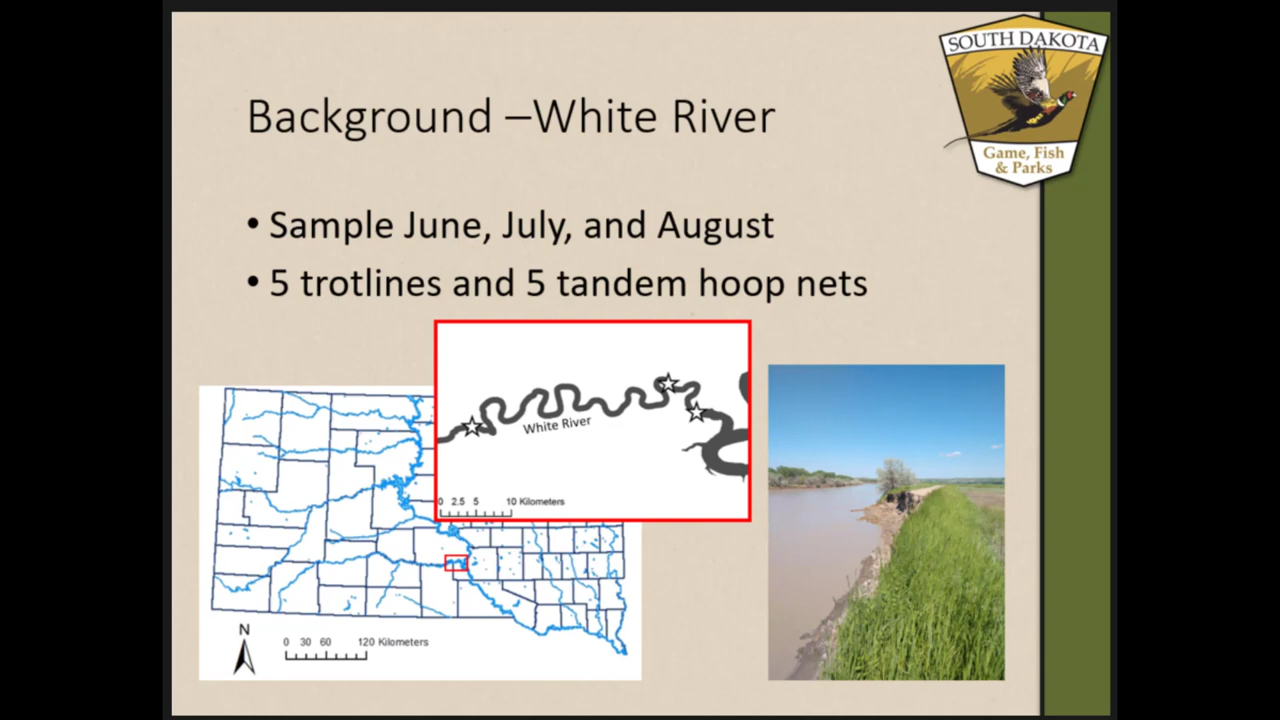 SOUTH DAKOTA
Game, Fish
& Parks
Background –White River
• Sample June, July, and August
• 5 trotlines and 5 tandem hoop nets
White River
0 2.5 5 10 Kilometers
N
0 30 60 120 Kilometers